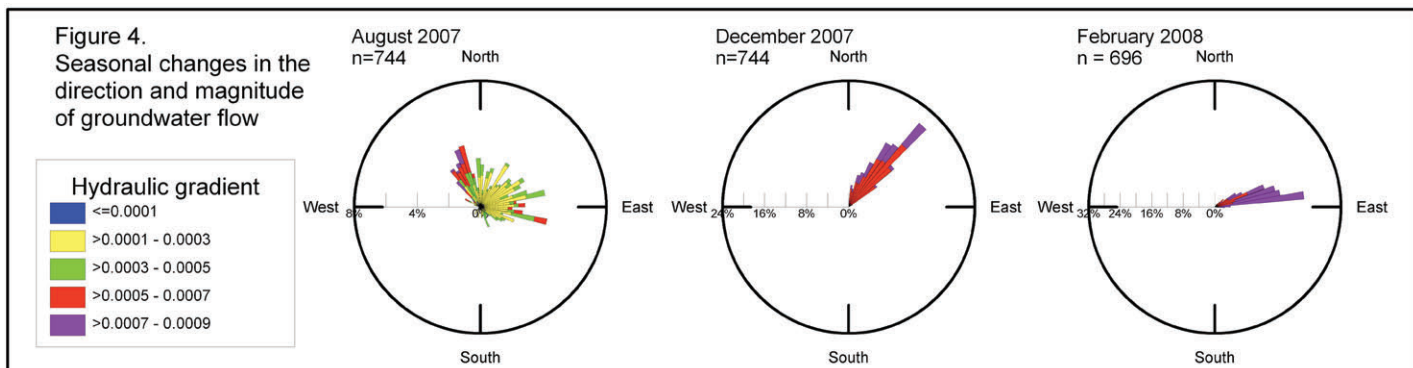 Figure 4.
Seasonal changes in the
direction and magnitude
of groundwater flow
Hydraulic gradient
<=0.0001
>0.0001 - 0.0003
>0.0003 - 0.0005
>0.0005 - 0.0007
>0.0007 - 0.0009
August 2007
n=744
North
West
East
8%
4%
0%
South
December 2007
n=744
North
West
East
24%
16%
8%
0%
South
February 2008
n = 696
North
West
East
32%
24%
16%
8%
0%
South